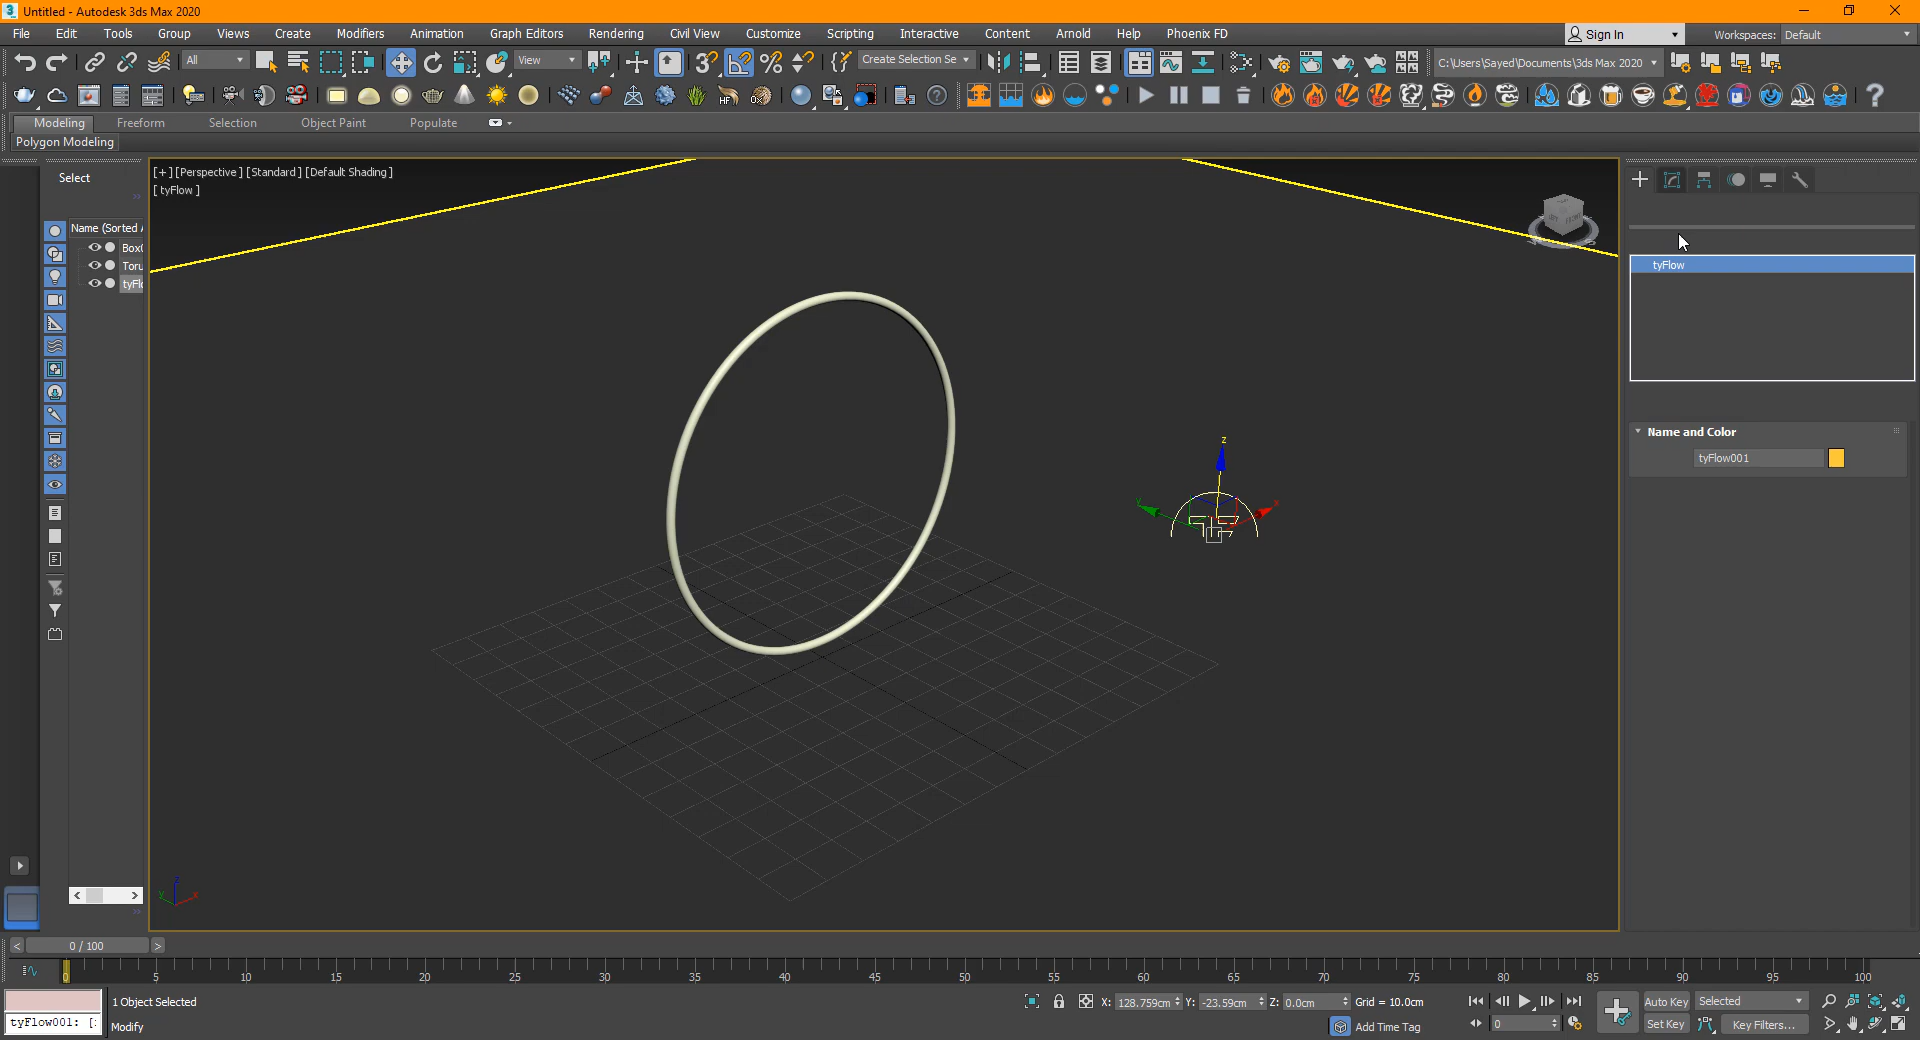 Untitled - Autodesk 3ds Max 2020
File Edit Tools Group Views Create Modifiers Animation Graph Editors Rendering Civil View Customize Scripting Interactive Content Arnold Help Phoenix FD
Sign In
Workspaces: Default
All
View
Create Selection Se
C:\Users\Sayed\Documents\3ds Max 2020
Modeling Freeform Selection Object Paint Populate
Polygon Modeling
Select
Name (Sorted A
Box0
Toru
tyFlo
[+] [Perspective ] [Standard ] [Default Shading ]
[ tyFlow ]
z
y
x
tyFlow
Name and Color
tyFlow001
< 0 / 100 >
0 5 10 15 20 25 30 35 40 45 50 55 60 65 70 75 80 85 90 95 100
1 Object Selected
X: 128.759cm Y: -23.59cm Z: 0.0cm Grid = 10.0cm
Auto Key Selected
tyFlow001: [
Modify
Add Time Tag
0
Set Key Key Filters...